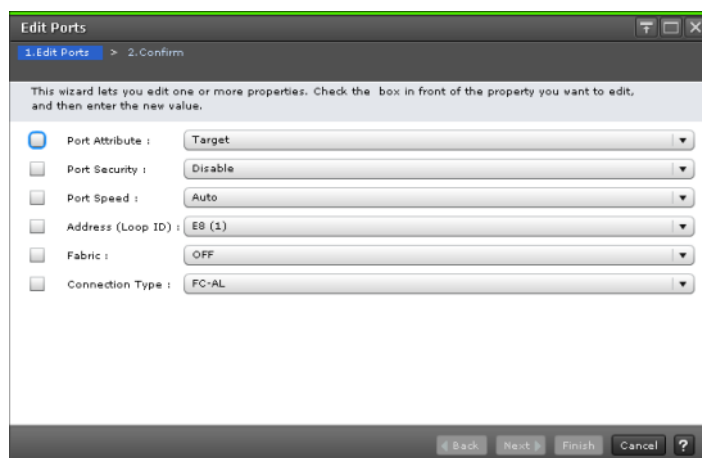 Edit Ports
1.Edit Ports > 2.Confirm
This wizard lets you edit one or more properties. Check the box in front of the property you want to edit,
and then enter the new value.
Port Attribute : Target
Port Security : Disable
Port Speed : Auto
Address (Loop ID) : E8 (1)
Fabric : OFF
Connection Type : FC-AL
Back Next Finish Cancel ?